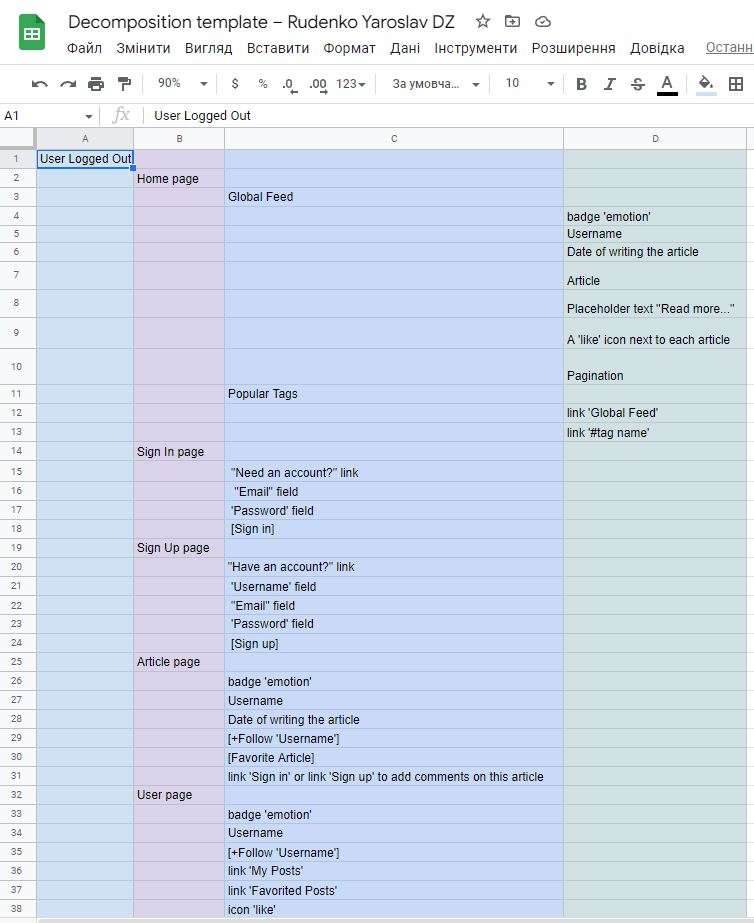 Decomposition template – Rudenko Yaroslav DZ
Файл Змінити Вигляд Вставити Формат Дані Інструменти Розширення Довідка Останн
90% $ % .0 .00 123 За умовча... 10 B I S A
A1 fx User Logged Out
A B C D
1 User Logged Out
2 Home page
3 Global Feed
4 badge 'emotion'
5 Username
6 Date of writing the article
7 Article
8 Placeholder text "Read more..."
9 A 'like' icon next to each article
10 Pagination
11 Popular Tags
12 link 'Global Feed'
13 link '#tag name'
14 Sign In page
15 "Need an account?" link
16 "Email" field
17 'Password' field
18 [Sign in]
19 Sign Up page
20 "Have an account?" link
21 'Username' field
22 "Email" field
23 'Password' field
24 [Sign up]
25 Article page
26 badge 'emotion'
27 Username
28 Date of writing the article
29 [+Follow 'Username']
30 [Favorite Article]
31 link 'Sign in' or link 'Sign up' to add comments on this article
32 User page
33 badge 'emotion'
34 Username
35 [+Follow 'Username']
36 link 'My Posts'
37 link 'Favorited Posts'
38 icon 'like'